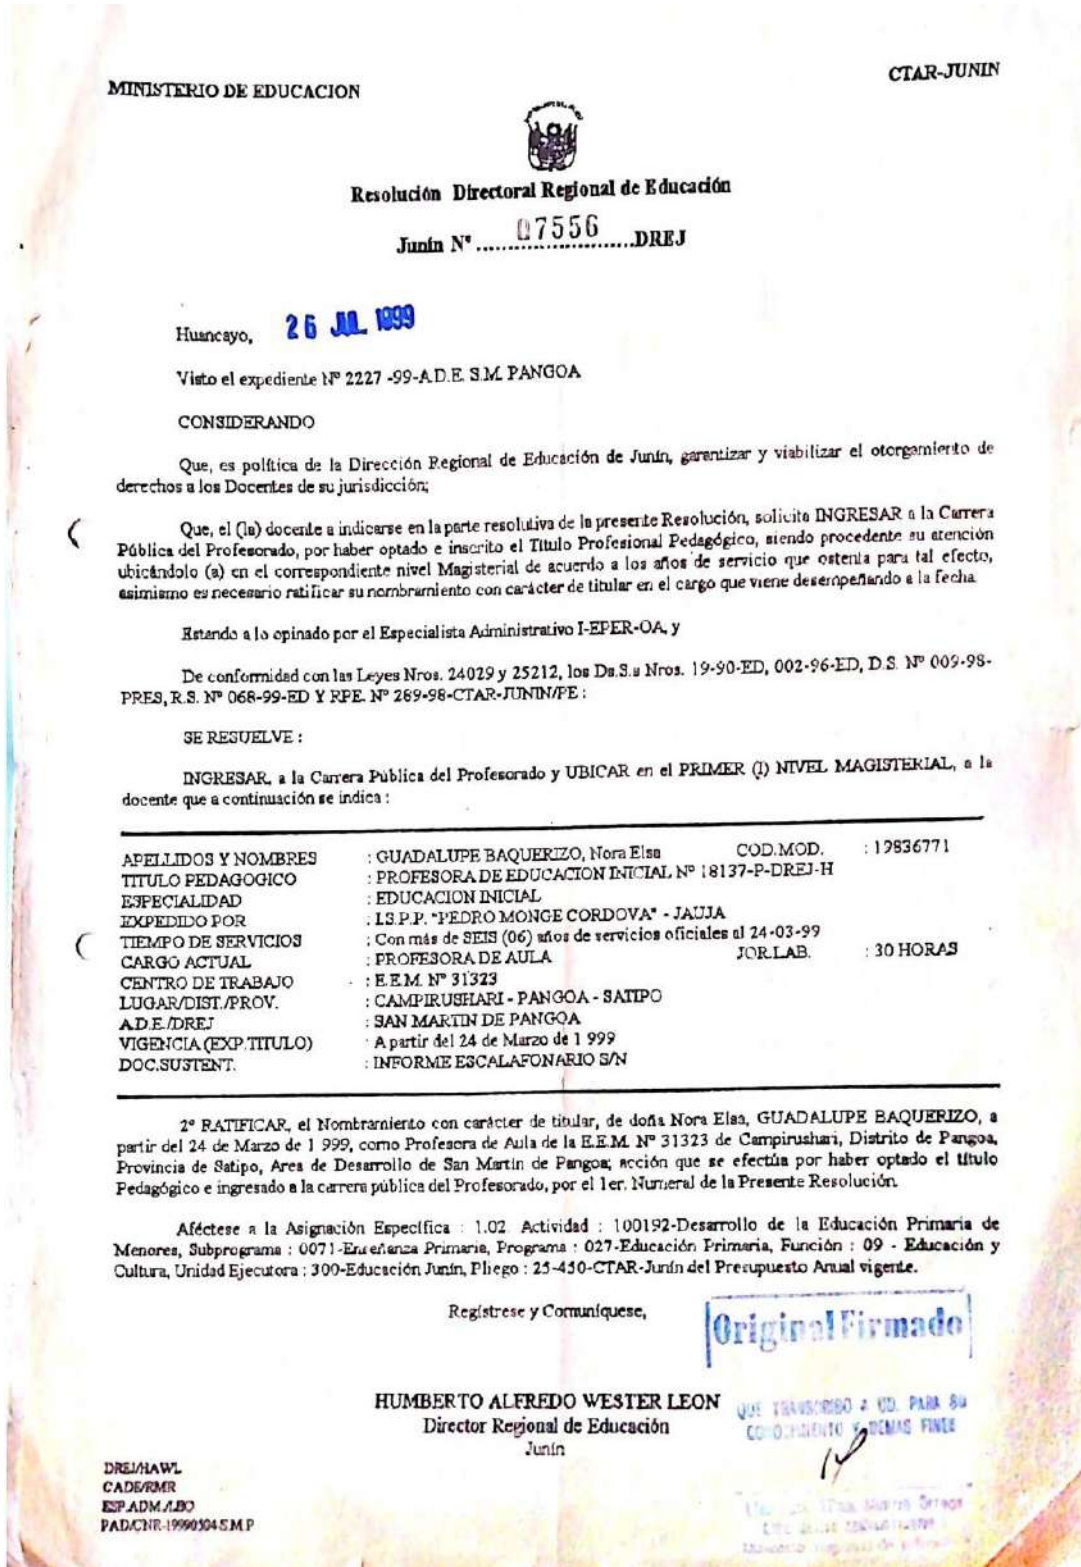 MINISTERIO DE EDUCACION
CTAR-JUNIN
Resolución Directoral Regional de Educación
Junín Nº ..... 07556 .....DREJ
Huancayo, 26 JUL. 1999
Visto el expediente Nº 2227 -99-A.D.E. S.M. PANGOA
CONSIDERANDO
Que, es política de la Dirección Regional de Educación de Junín, garantizar y viabilizar el otorgamiento de
derechos a los Docentes de su jurisdicción;
Que, el (la) docente a indicarse en la parte resolutiva de la presente Resolución, solicita INGRESAR a la Carrera
Pública del Profesorado, por haber optado e inscrito el Título Profesional Pedagógico, siendo procedente su atención
ubicándolo (a) en el correspondiente nivel Magisterial de acuerdo a los años de servicio que ostenta para tal efecto,
asimismo es necesario ratificar su nombramiento con carácter de titular en el cargo que viene desempeñando a la fecha.
Estando a lo opinado por el Especialista Administrativo I-EPER-OA, y
De conformidad con las Leyes Nros. 24029 y 25212, los Ds.S.s Nros. 19-90-ED, 002-96-ED, D.S. Nº 009-98-
PRES, R.S. Nº 068-99-ED Y RPE. Nº 289-98-CTAR-JUNIN/PE :
SE RESUELVE :
INGRESAR, a la Carrera Pública del Profesorado y UBICAR en el PRIMER (I) NIVEL MAGISTERIAL, a la
docente que a continuación se indica :
APELLIDOS Y NOMBRES : GUADALUPE BAQUERIZO, Nora Elsa COD.MOD. : 19836771
TITULO PEDAGOGICO : PROFESORA DE EDUCACION INICIAL Nº 18137-P-DREJ-H
ESPECIALIDAD : EDUCACION INICIAL
EXPEDIDO POR : I.S.P.P. "PEDRO MONGE CORDOVA" - JAUJA
TIEMPO DE SERVICIOS : Con más de SEIS (06) años de servicios oficiales al 24-03-99
CARGO ACTUAL : PROFESORA DE AULA JOR.LAB. : 30 HORAS
CENTRO DE TRABAJO : E.E.M. Nº 31323
LUGAR/DIST./PROV. : CAMPIRUSHARI - PANGOA - SATIPO
A.D.E./DREJ : SAN MARTIN DE PANGOA
VIGENCIA (EXP.TITULO) : A partir del 24 de Marzo de 1 999
DOC.SUSTENT. : INFORME ESCALAFONARIO S/N
2º RATIFICAR, el Nombramiento con carácter de titular, de doña Nora Elsa, GUADALUPE BAQUERIZO, a
partir del 24 de Marzo de 1 999, como Profesora de Aula de la E.E.M. Nº 31323 de Campirushari, Distrito de Pangoa,
Provincia de Satipo, Area de Desarrollo de San Martín de Pangoa; acción que se efectúa por haber optado el título
Pedagógico e ingresado a la carrera pública del Profesorado, por el 1er. Numeral de la Presente Resolución.
Aféctese a la Asignación Específica : 1.02 Actividad : 100192-Desarrollo de la Educación Primaria de
Menores, Subprograma : 0071-Enseñanza Primaria, Programa : 027-Educación Primaria, Función : 09 - Educación y
Cultura, Unidad Ejecutora : 300-Educación Junín, Pliego : 25-450-CTAR-Junín del Presupuesto Anual vigente.
Regístrese y Comuníquese,
Original Firmado
HUMBERTO ALFREDO WESTER LEON
Director Regional de Educación
Junín
QUE TRANSCRIBO A UD. PARA SU
CONOCIMIENTO Y DEMAS FINES
DREJ/HAWL
CADE/RMR
ESP.ADM./LBO
PAD/CNR-19990504-S.M.P